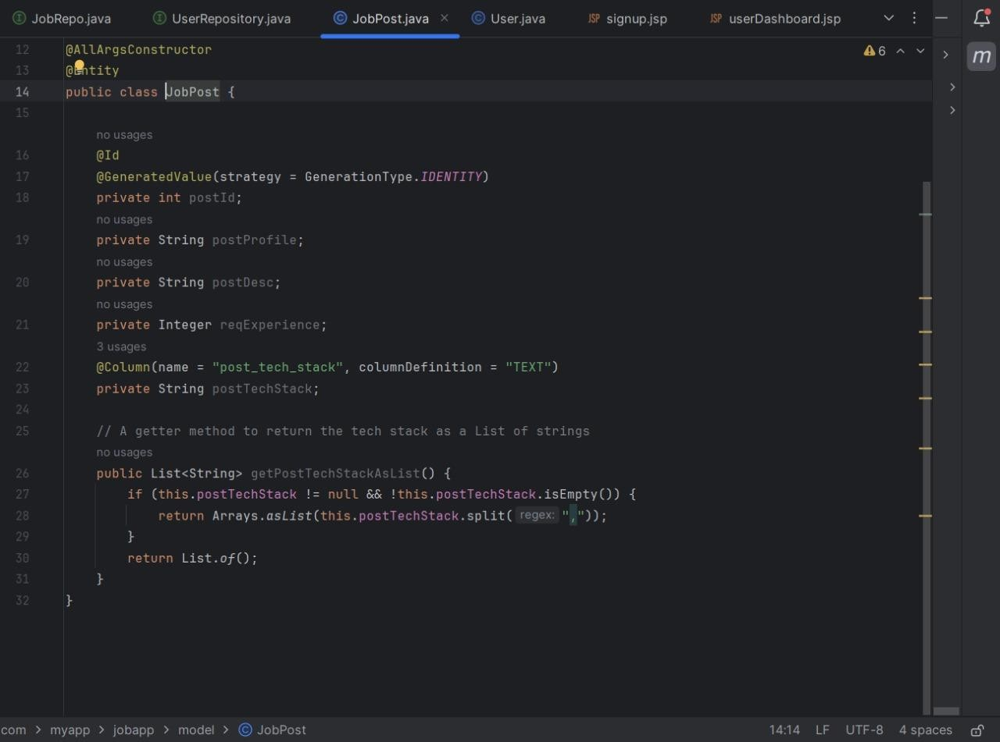 JobRepo.java UserRepository.java JobPost.java User.java JSP signup.jsp JSP userDashboard.jsp
12 @AllArgsConstructor 6
13 @Entity
14 public class JobPost {
15
no usages
16 @Id
17 @GeneratedValue(strategy = GenerationType.IDENTITY)
18 private int postId;
no usages
19 private String postProfile;
no usages
20 private String postDesc;
no usages
21 private Integer reqExperience;
3 usages
22 @Column(name = "post_tech_stack", columnDefinition = "TEXT")
23 private String postTechStack;
24
25 // A getter method to return the tech stack as a List of strings
no usages
26 public List<String> getPostTechStackAsList() {
27 if (this.postTechStack != null && !this.postTechStack.isEmpty()) {
28 return Arrays.asList(this.postTechStack.split( regex: ","));
29 }
30 return List.of();
31 }
32 }
com > myapp > jobapp > model > JobPost 14:14 LF UTF-8 4 spaces